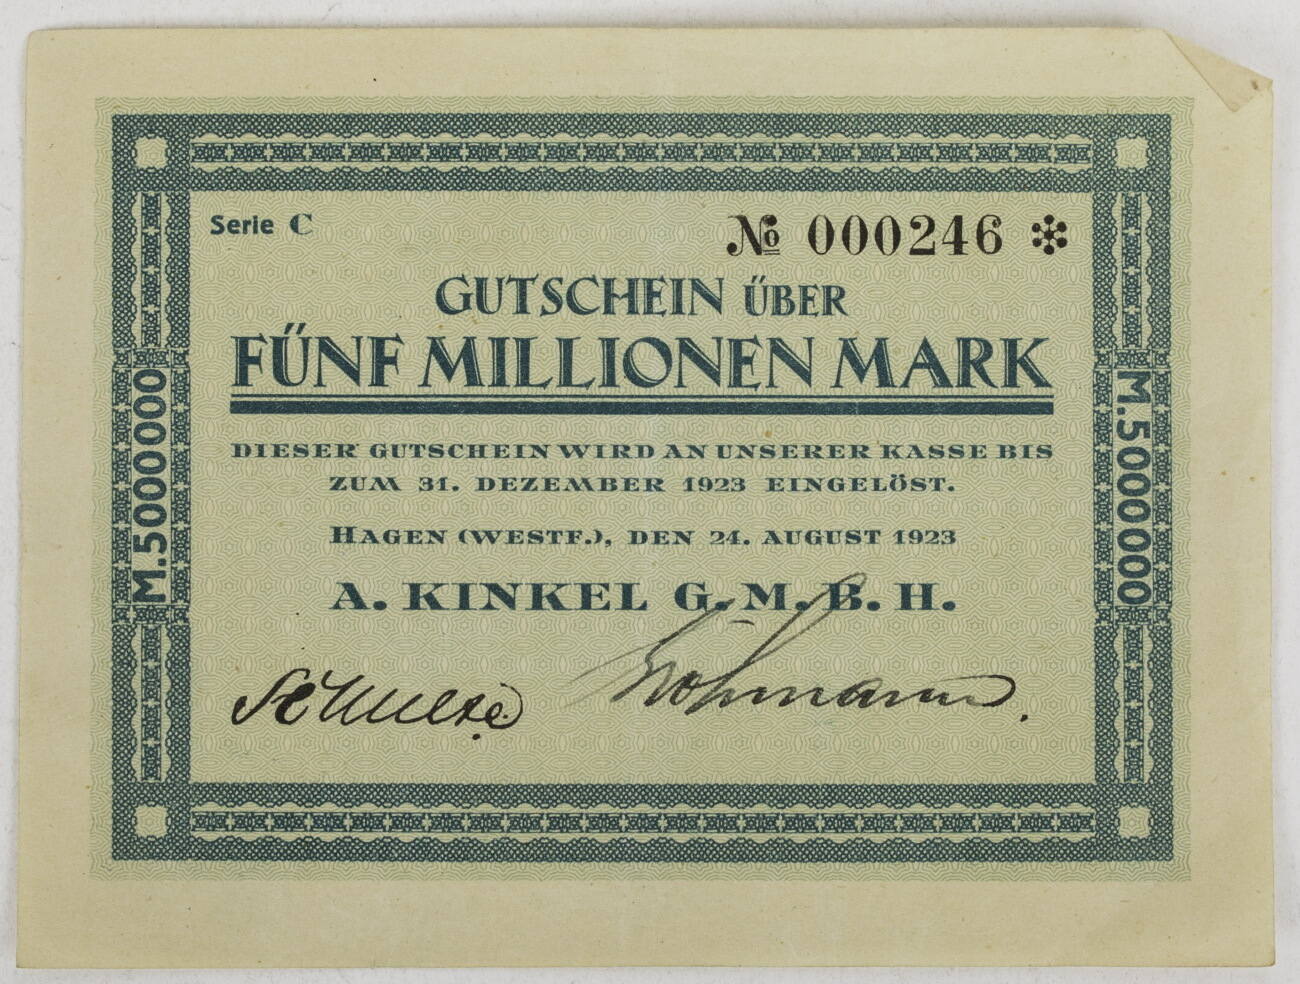 Serie C
№ 000246
GUTSCHEIN ÜBER
FÜNF MILLIONEN MARK
DIESER GUTSCHEIN WIRD AN UNSERER KASSE BIS
ZUM 31. DEZEMBER 1923 EINGELÖST.
HAGEN (WESTF.), DEN 24. AUGUST 1923
A. KINKEL G. M. B. H.
M.5000000
M.5000000